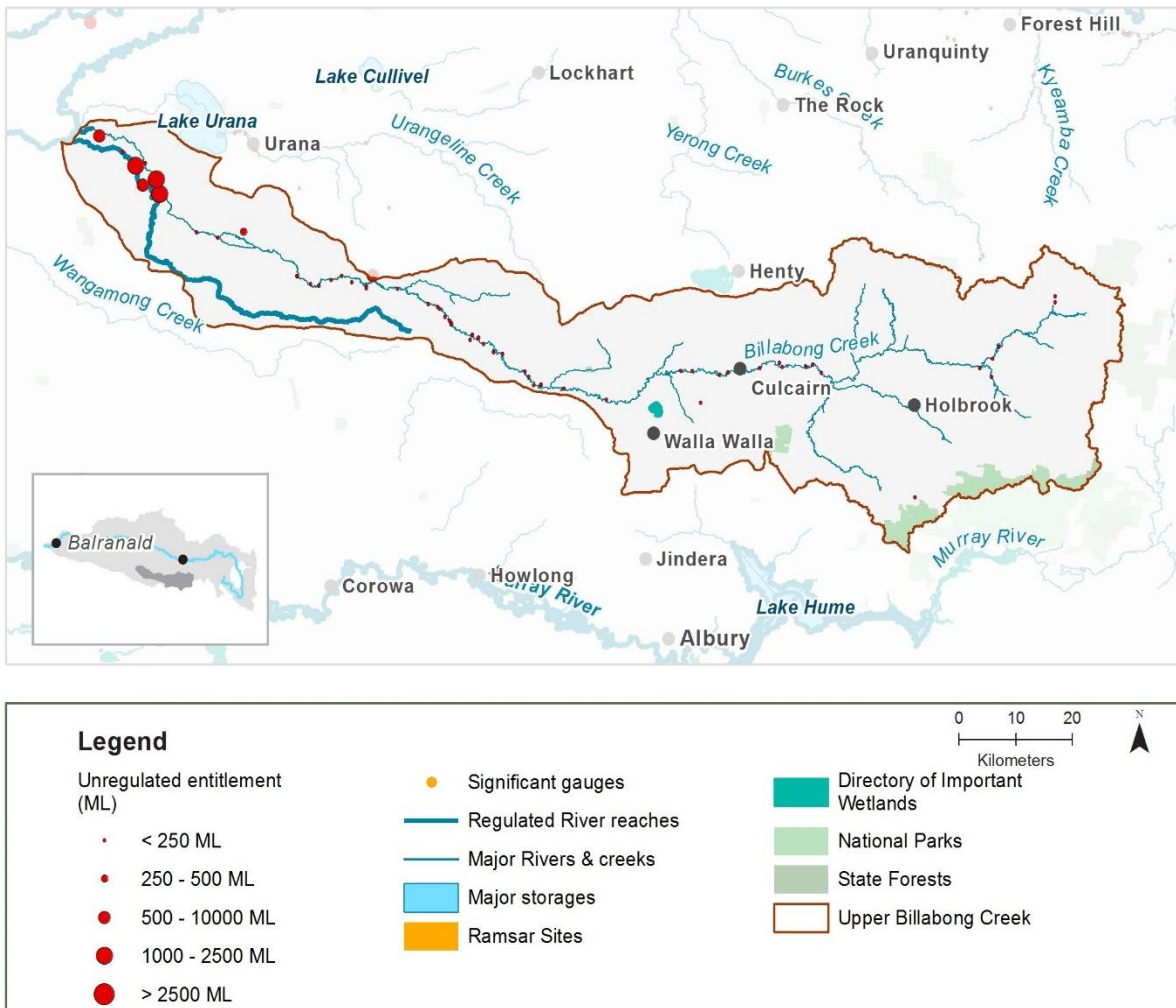 Forest Hill
Uranquinty
Lake Cullivel
Lockhart
Burkes Creek
The Rock
Kyeamba Creek
Lake Urana
Urana
Urangeline Creek
Yerong Creek
Wangamong Creek
Henty
Billabong Creek
Culcairn
Holbrook
Walla Walla
Balranald
Jindera
Murray River
Corowa
Howlong
Murray River
Lake Hume
Albury
Legend
Unregulated entitlement
(ML)
< 250 ML
250 - 500 ML
500 - 10000 ML
1000 - 2500 ML
> 2500 ML
Significant gauges
Regulated River reaches
Major Rivers & creeks
Major storages
Ramsar Sites
0 10 20
Kilometers
N
Directory of Important
Wetlands
National Parks
State Forests
Upper Billabong Creek